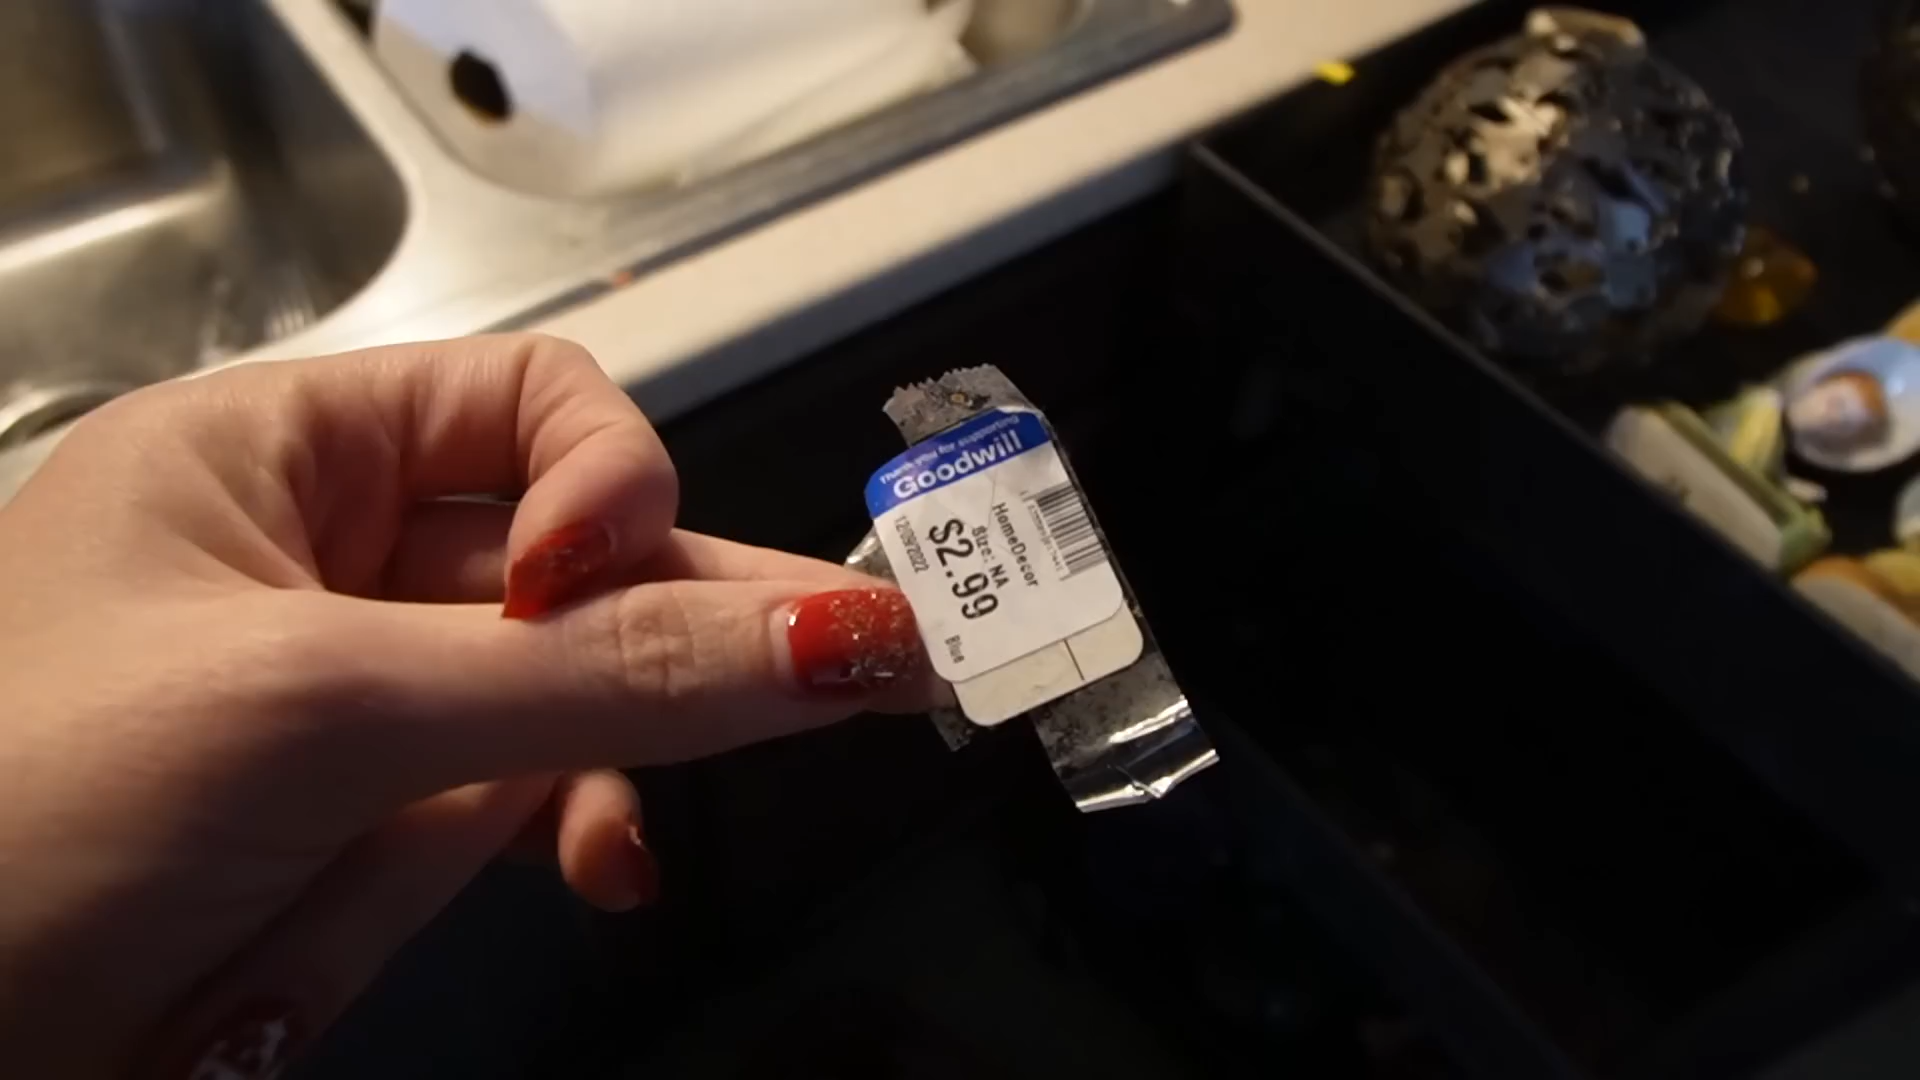 Thank you for supporting
Goodwill
HomeDecor
Size: NA
$2.99
12/09/2022
Blue